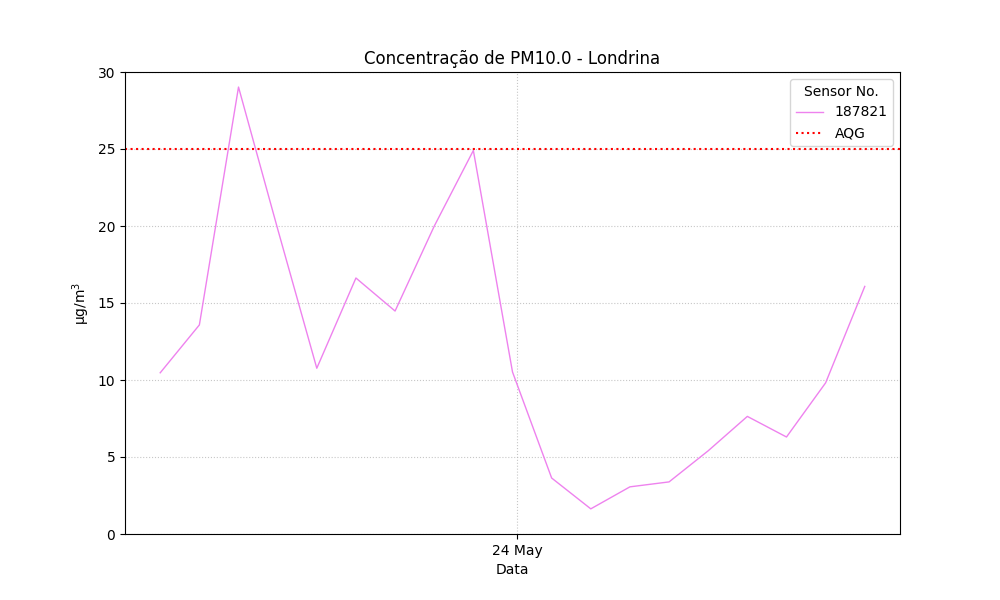 Concentração de PM10.0 - Londrina
Sensor No.
187821
AQG
30
25
20
15
10
5
0
µg/m³
24 May
Data